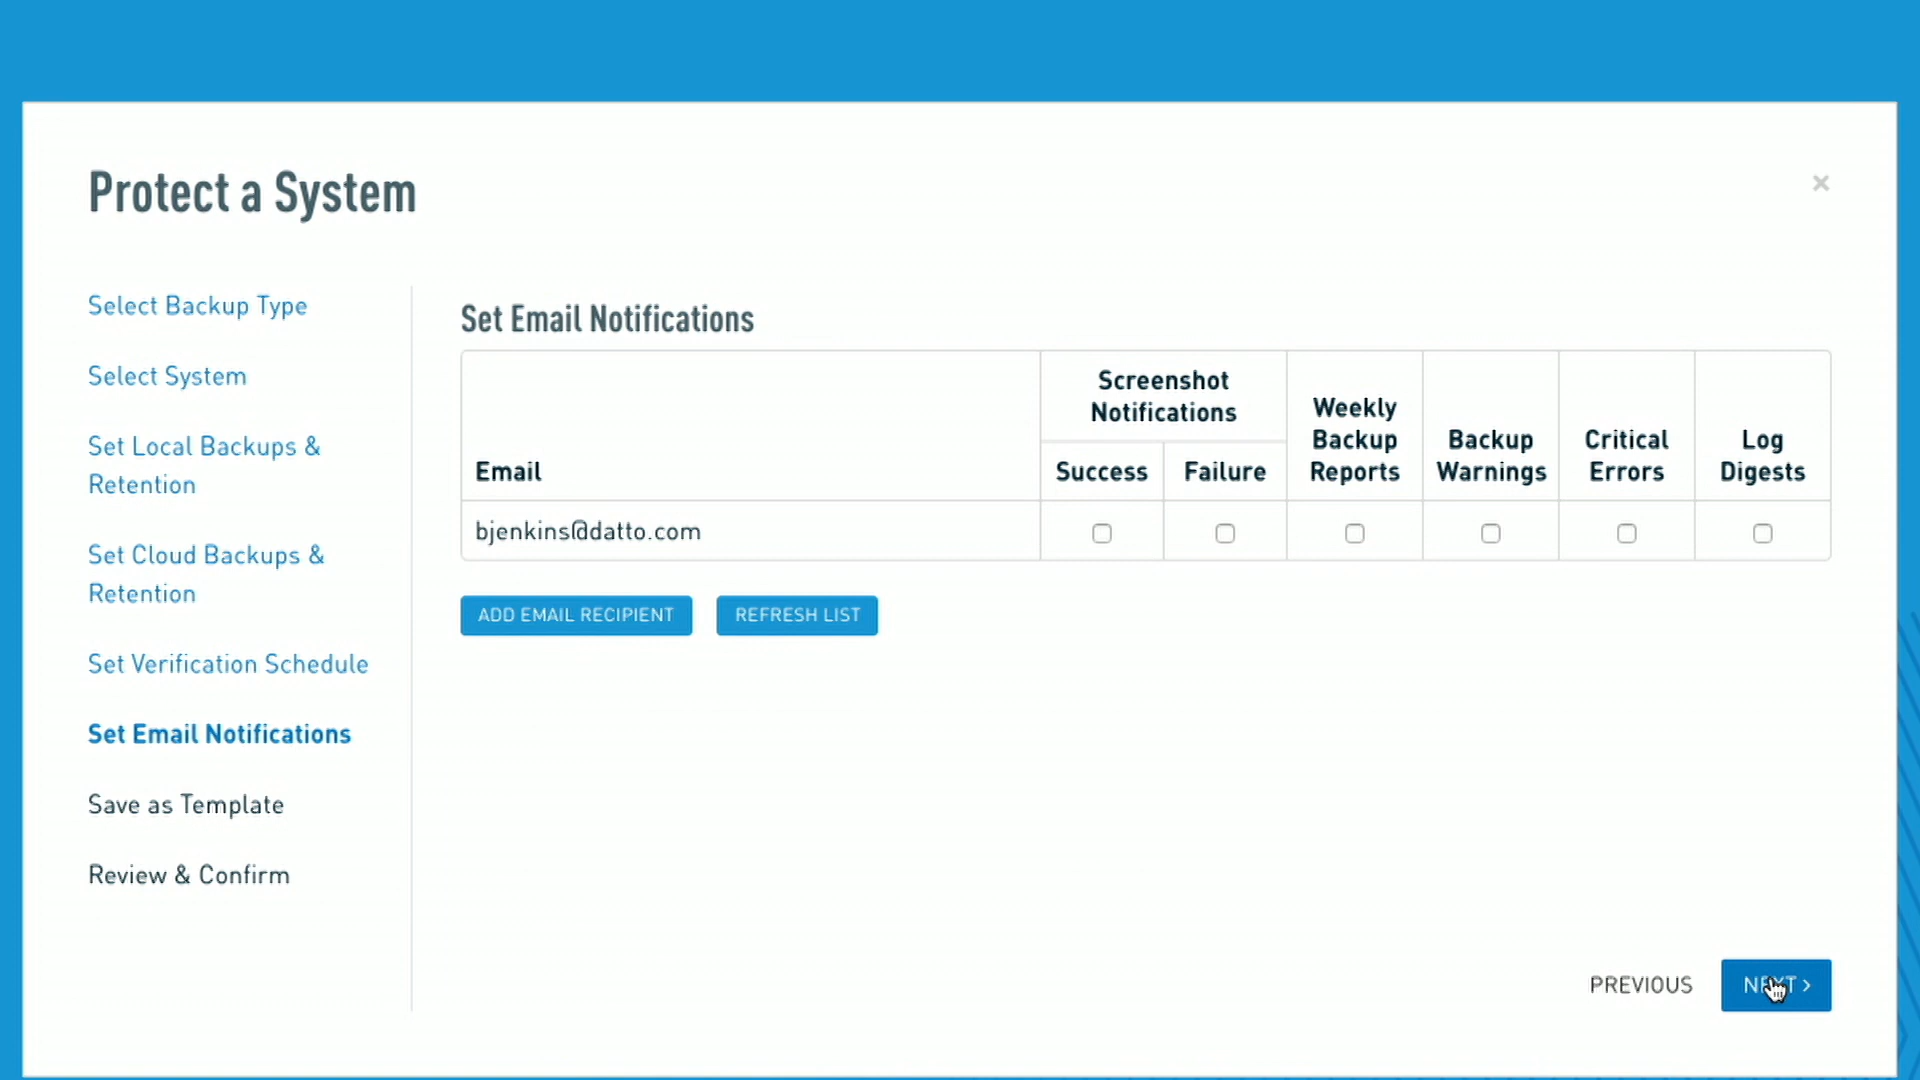 Protect a System
×
Select Backup Type
Select System
Set Local Backups &
Retention
Set Cloud Backups &
Retention
Set Verification Schedule
Set Email Notifications
Save as Template
Review & Confirm
Set Email Notifications
Screenshot
Notifications
Email
Success
Failure
Weekly
Backup
Reports
Backup
Warnings
Critical
Errors
Log
Digests
bjenkins@datto.com
ADD EMAIL RECIPIENT
REFRESH LIST
PREVIOUS
NEXT >